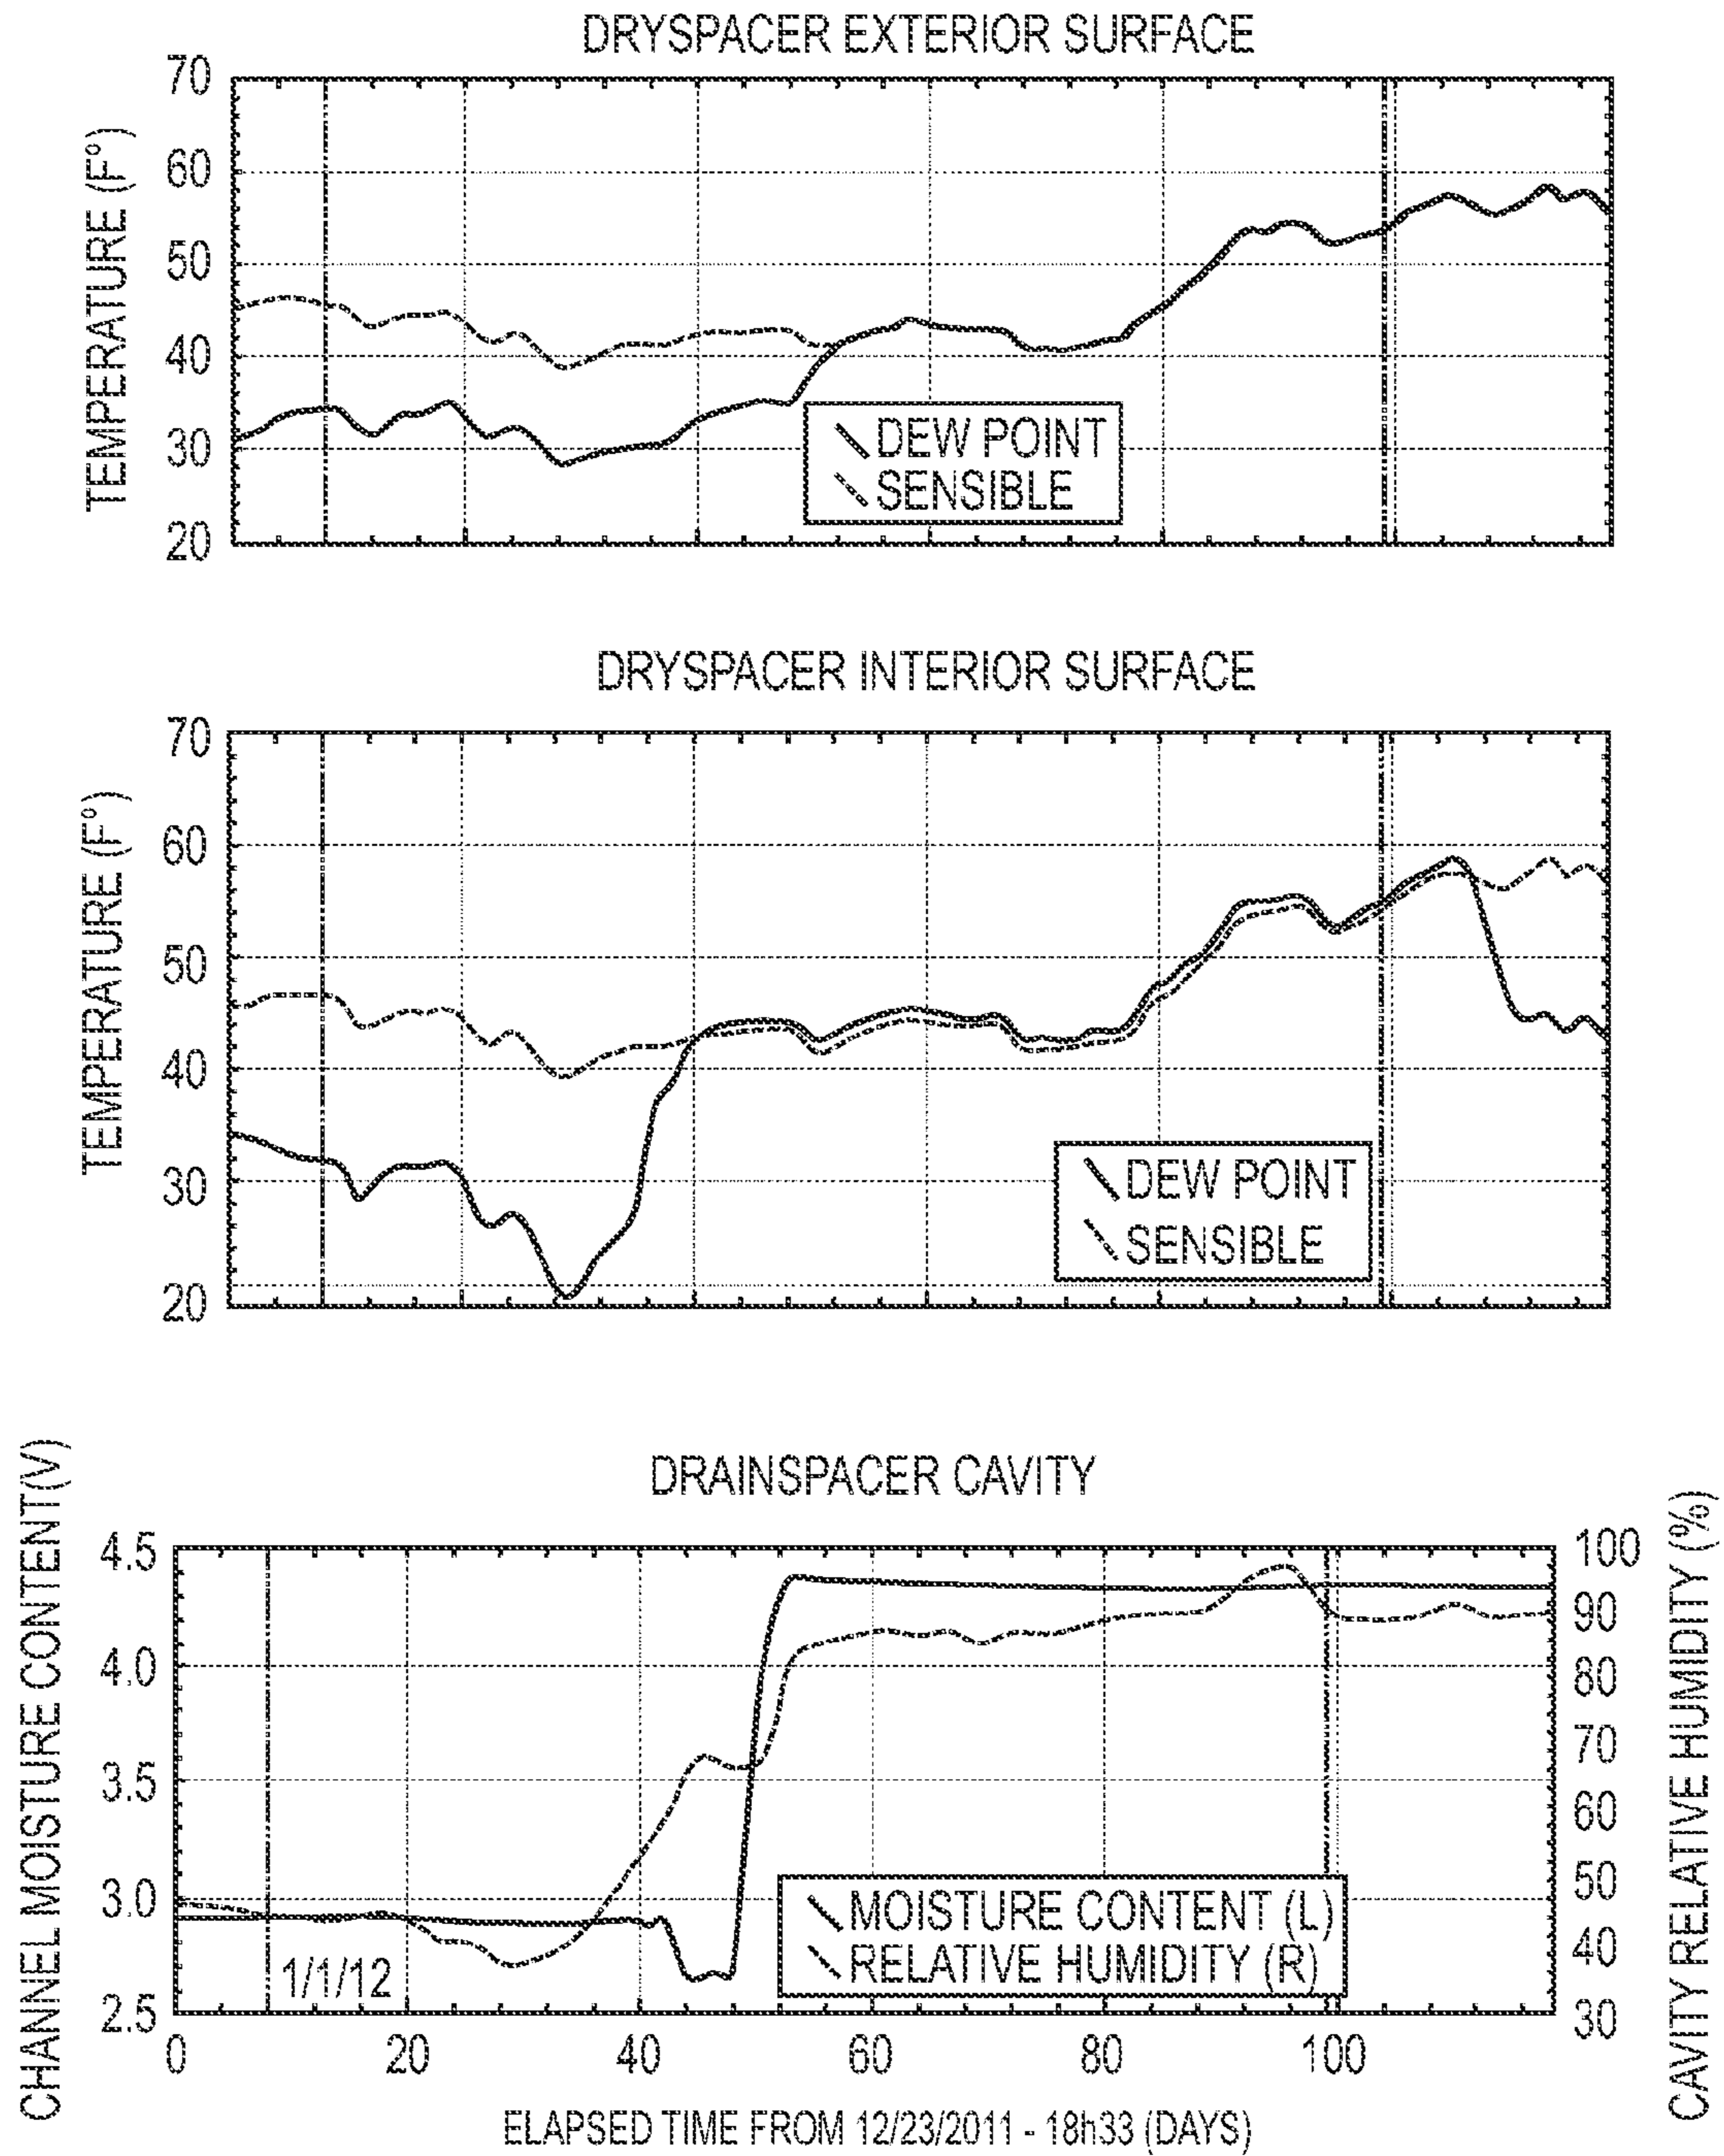 DRYSPACER EXTERIOR SURFACE
TEMPERATURE (F°)
70
60
50
40
30
20
DEW POINT
SENSIBLE
DRYSPACER INTERIOR SURFACE
TEMPERATURE (F°)
70
60
50
40
30
20
DEW POINT
SENSIBLE
DRAINSPACER CAVITY
CHANNEL MOISTURE CONTENT(V)
4.5
4.0
3.5
3.0
2.5
1/1/12
MOISTURE CONTENT (L)
RELATIVE HUMIDITY (R)
100
90
80
70
60
50
40
30
CAVITY RELATIVE HUMIDITY (%)
0 20 40 60 80 100
ELAPSED TIME FROM 12/23/2011 - 18h33 (DAYS)